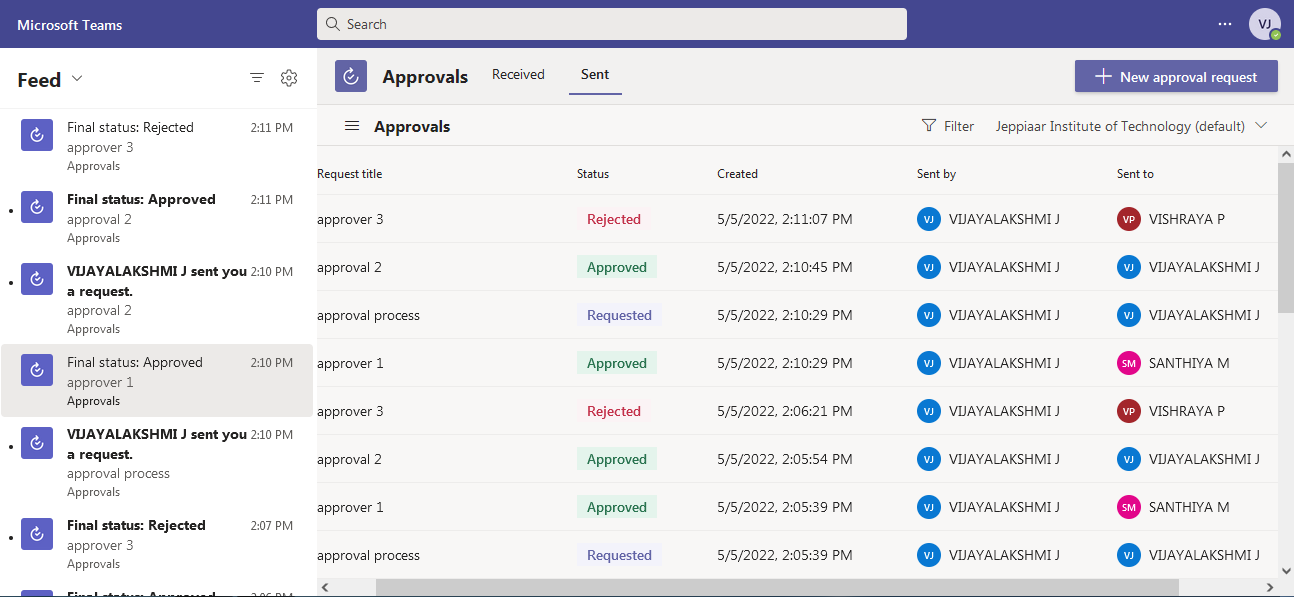 Microsoft Teams
Search
VJ
Feed
Final status: Rejected 2:11 PM
approver 3
Approvals
Final status: Approved 2:11 PM
approval 2
Approvals
VIJAYALAKSHMI J sent you 2:10 PM
a request.
approval 2
Approvals
Final status: Approved 2:10 PM
approver 1
Approvals
VIJAYALAKSHMI J sent you 2:10 PM
a request.
approval process
Approvals
Final status: Rejected 2:07 PM
approver 3
Approvals
Final status: Approved 2:06 PM
Approvals Received Sent
New approval request
Approvals
Filter Jeppiaar Institute of Technology (default)
Request title Status Created Sent by Sent to
approver 3 Rejected 5/5/2022, 2:11:07 PM VJ VIJAYALAKSHMI J VP VISHRAYA P
approval 2 Approved 5/5/2022, 2:10:45 PM VJ VIJAYALAKSHMI J VJ VIJAYALAKSHMI J
approval process Requested 5/5/2022, 2:10:29 PM VJ VIJAYALAKSHMI J VJ VIJAYALAKSHMI J
approver 1 Approved 5/5/2022, 2:10:29 PM VJ VIJAYALAKSHMI J SM SANTHIYA M
approver 3 Rejected 5/5/2022, 2:06:21 PM VJ VIJAYALAKSHMI J VP VISHRAYA P
approval 2 Approved 5/5/2022, 2:05:54 PM VJ VIJAYALAKSHMI J VJ VIJAYALAKSHMI J
approver 1 Approved 5/5/2022, 2:05:39 PM VJ VIJAYALAKSHMI J SM SANTHIYA M
approval process Requested 5/5/2022, 2:05:39 PM VJ VIJAYALAKSHMI J VJ VIJAYALAKSHMI J